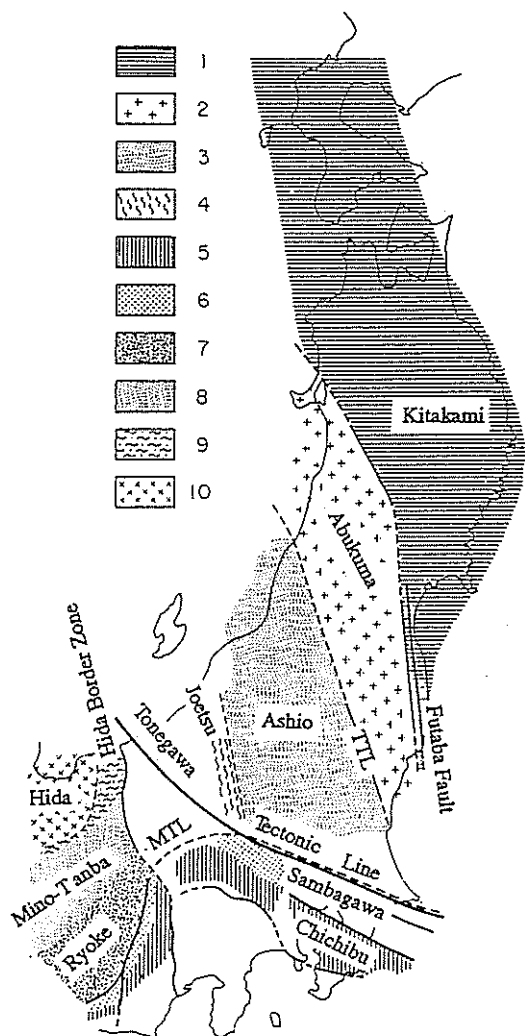 1
2
3
4
5
6
7
8
9
10
Kitakami
Abukuma
Hida Border Zone
Tonegawa
Joetsu
Ashio
TTL
Futaba Fault
Hida
MTL
Tectonic
Line
Mino-Tanba
Sambagawa
Ryoke
Chichibu